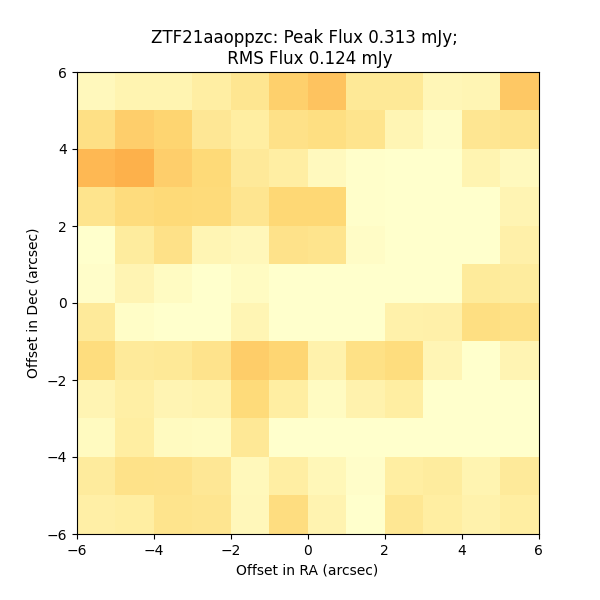 ZTF21aaoppzc: Peak Flux 0.313 mJy;
RMS Flux 0.124 mJy
6
4
2
0
−2
−4
−6
Offset in Dec (arcsec)
−6 −4 −2 0 2 4 6
Offset in RA (arcsec)